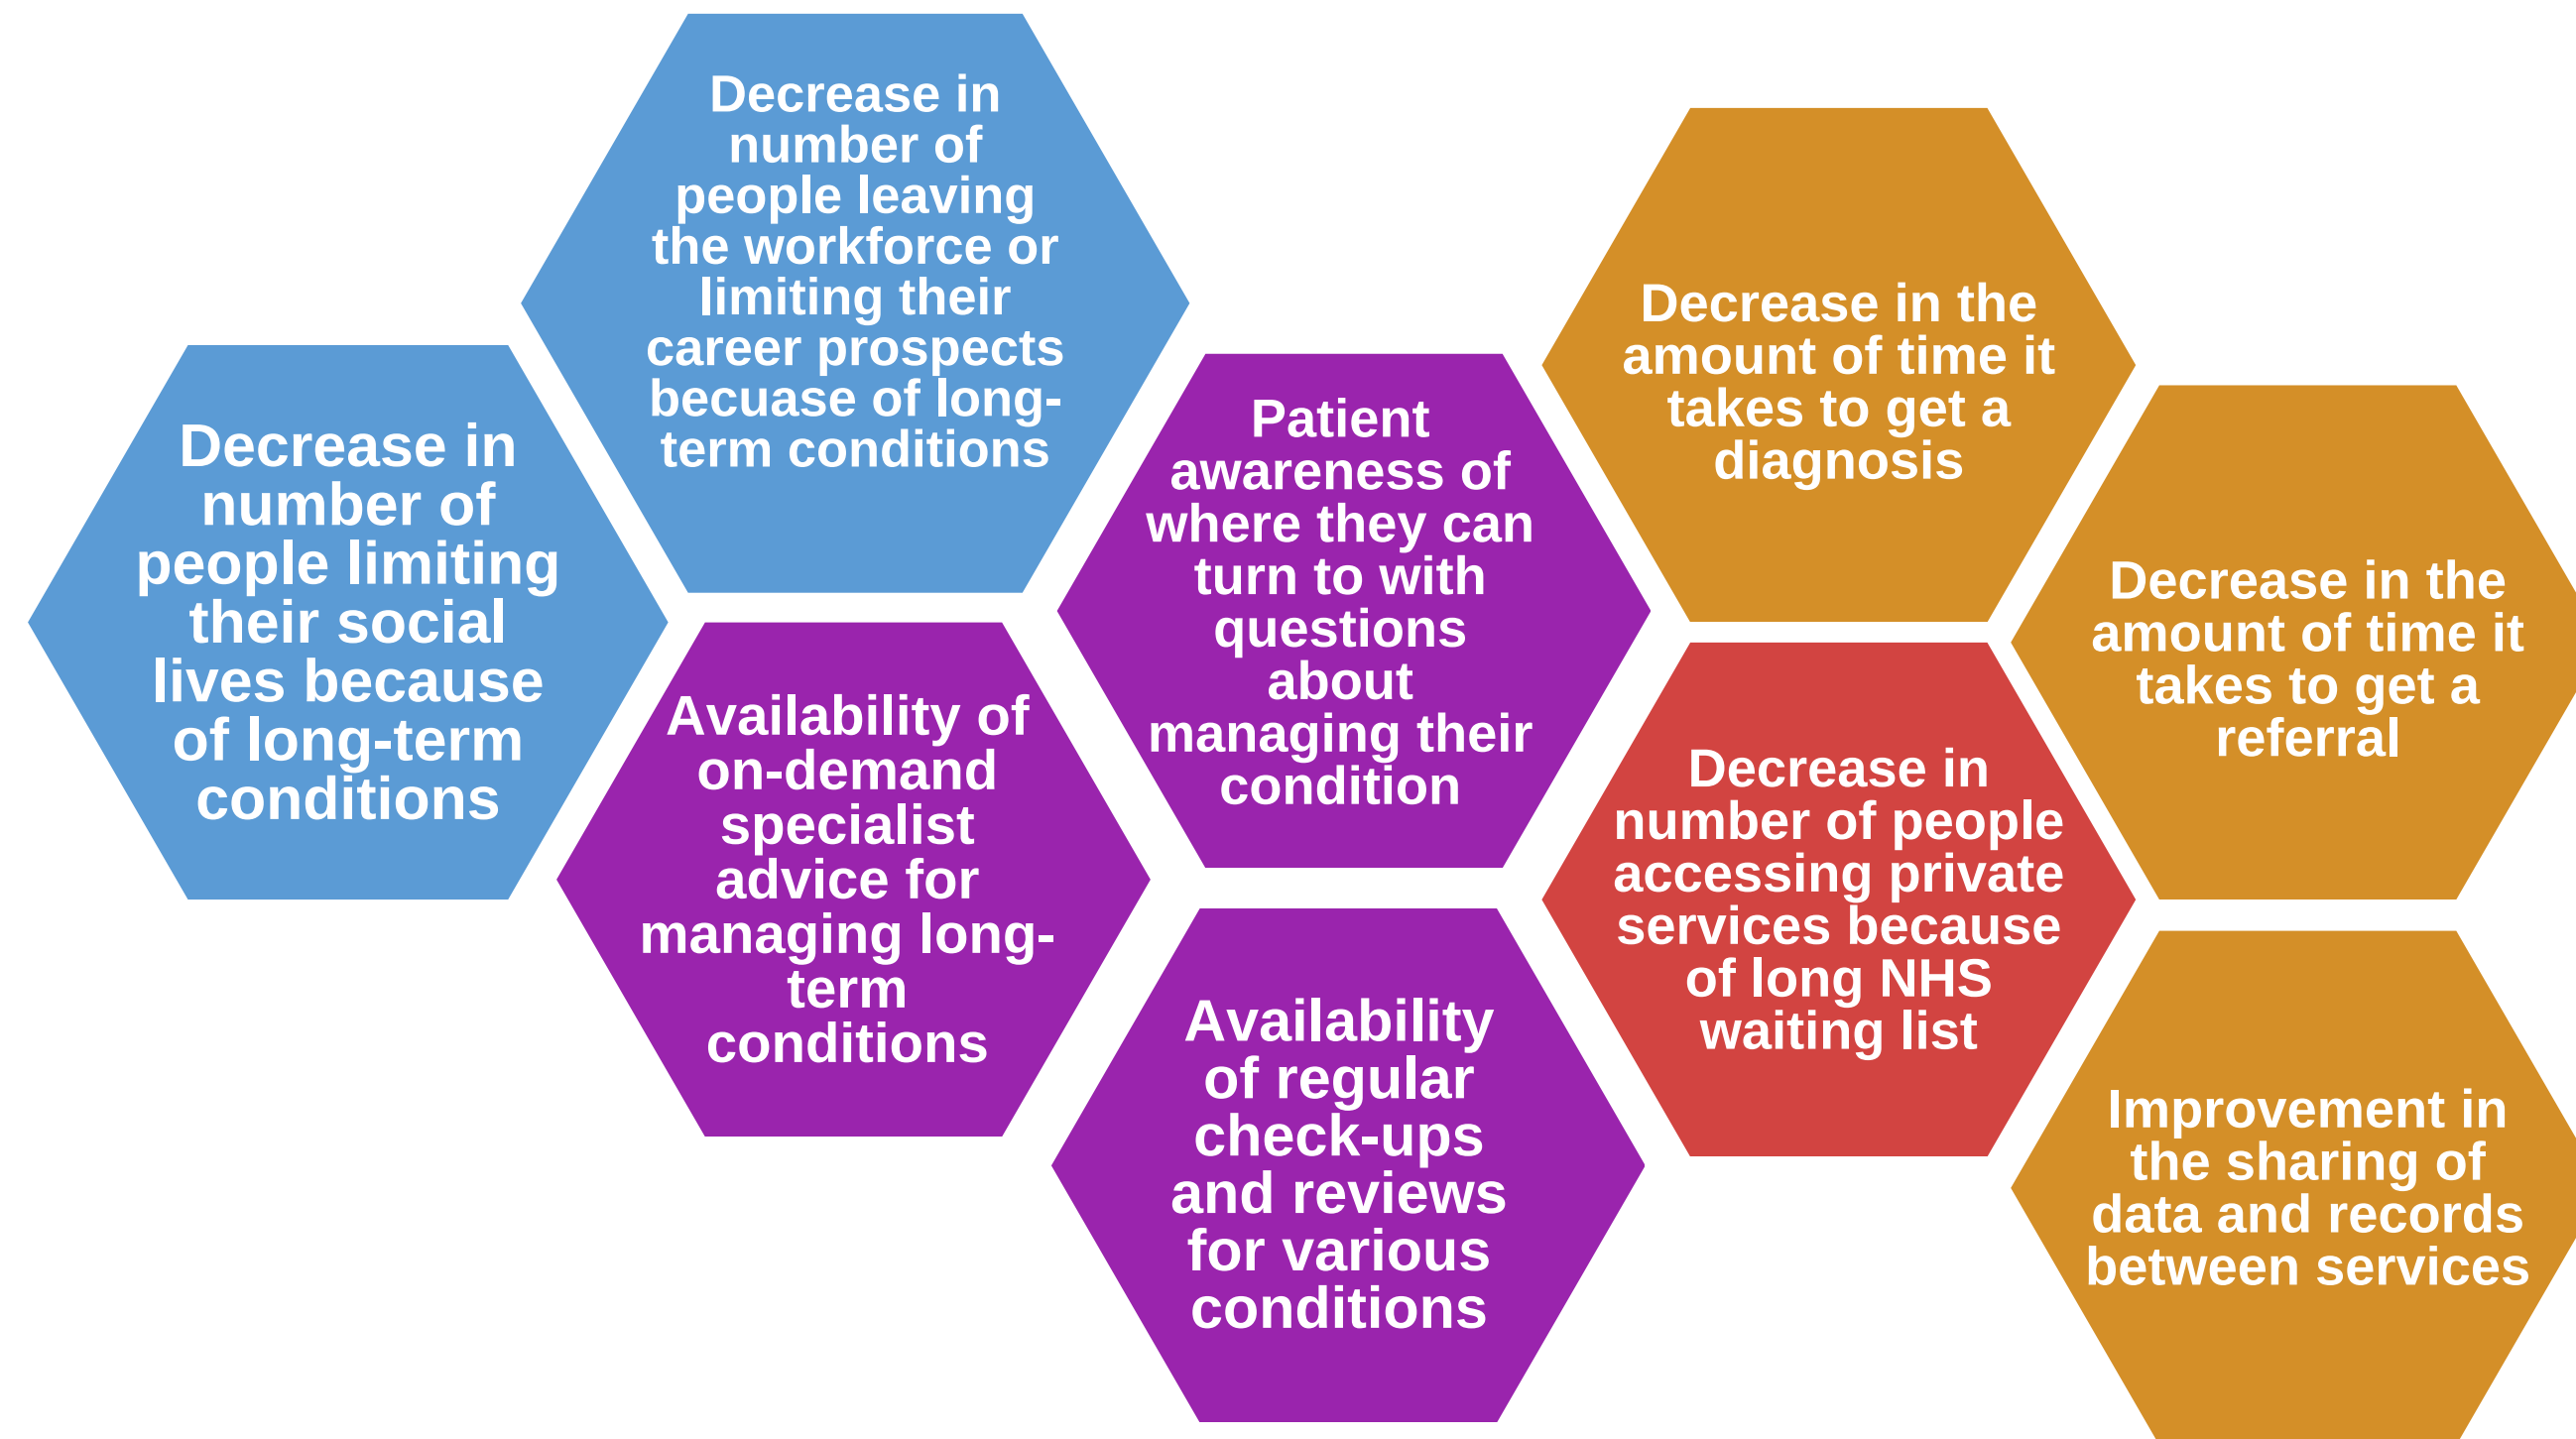 Decrease in
number of
people limiting
their social
lives because
of long-term
conditions
Decrease in
number of
people leaving
the workforce or
limiting their
career prospects
becuase of long-
term conditions
Availability of
on-demand
specialist
advice for
managing long-
term
conditions
Patient
awareness of
where they can
turn to with
questions
about
managing their
condition
Availability
of regular
check-ups
and reviews
for various
conditions
Decrease in the
amount of time it
takes to get a
diagnosis
Decrease in
number of people
accessing private
services because
of long NHS
waiting list
Decrease in the
amount of time it
takes to get a
referral
Improvement in
the sharing of
data and records
between services